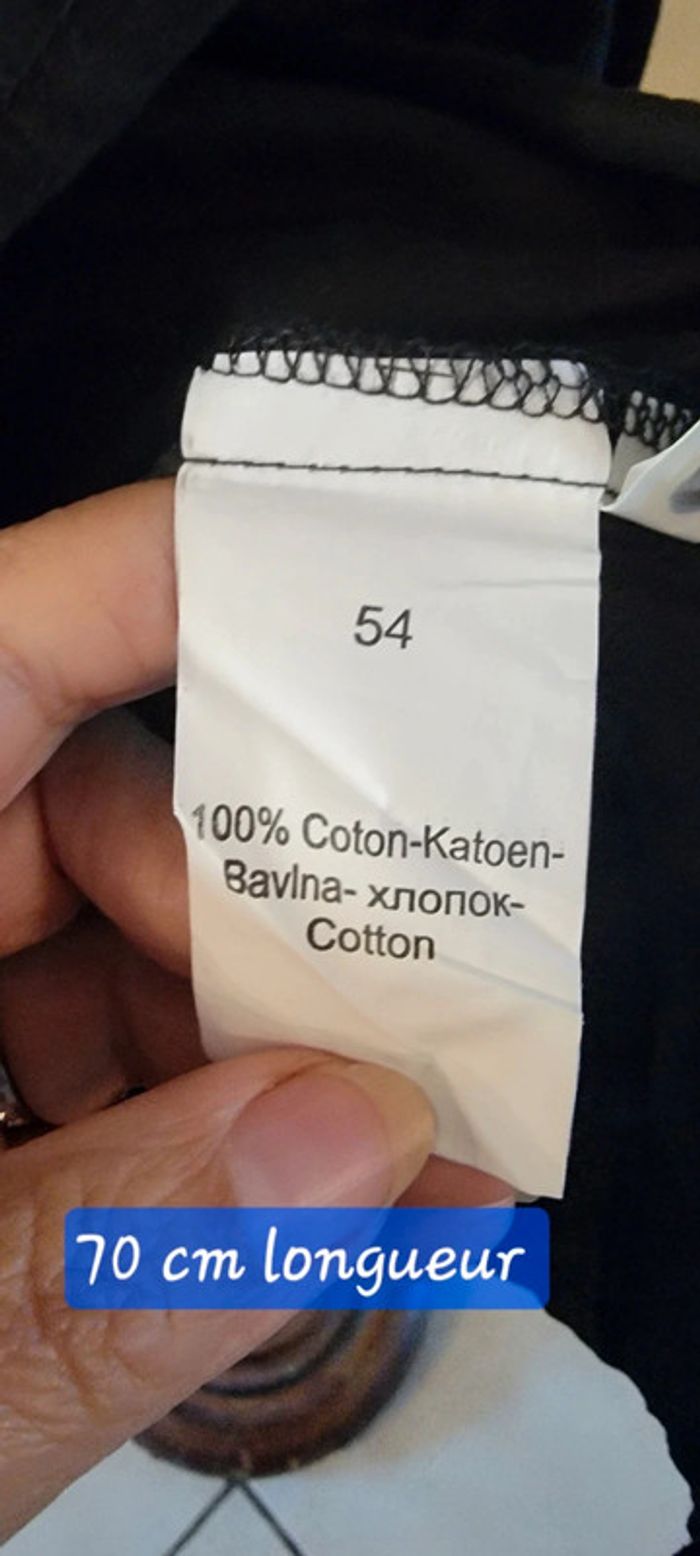 54
100% Coton-Katoen-
Bavlna- хлопок-
Cotton
70 cm longueur